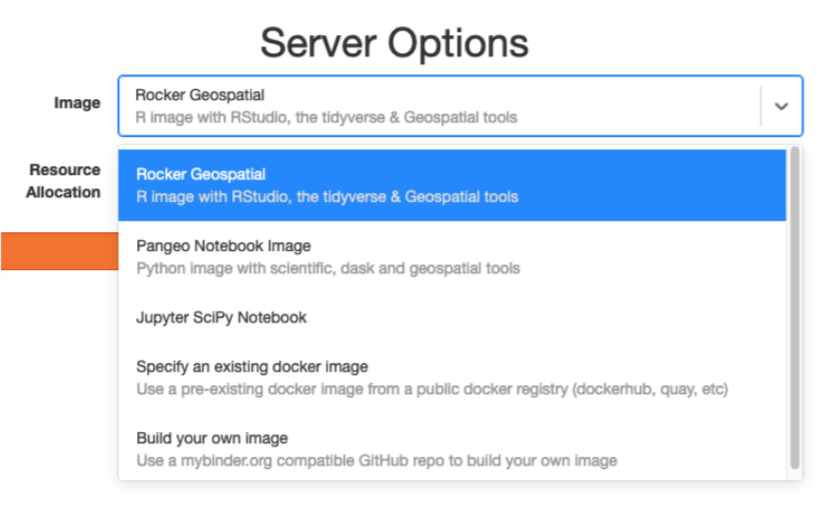 Server Options
Image
Rocker Geospatial
R image with RStudio, the tidyverse & Geospatial tools
Resource
Allocation
Rocker Geospatial
R image with RStudio, the tidyverse & Geospatial tools
Pangeo Notebook Image
Python image with scientific, dask and geospatial tools
Jupyter SciPy Notebook
Specify an existing docker image
Use a pre-existing docker image from a public docker registry (dockerhub, quay, etc)
Build your own image
Use a mybinder.org compatible GitHub repo to build your own image